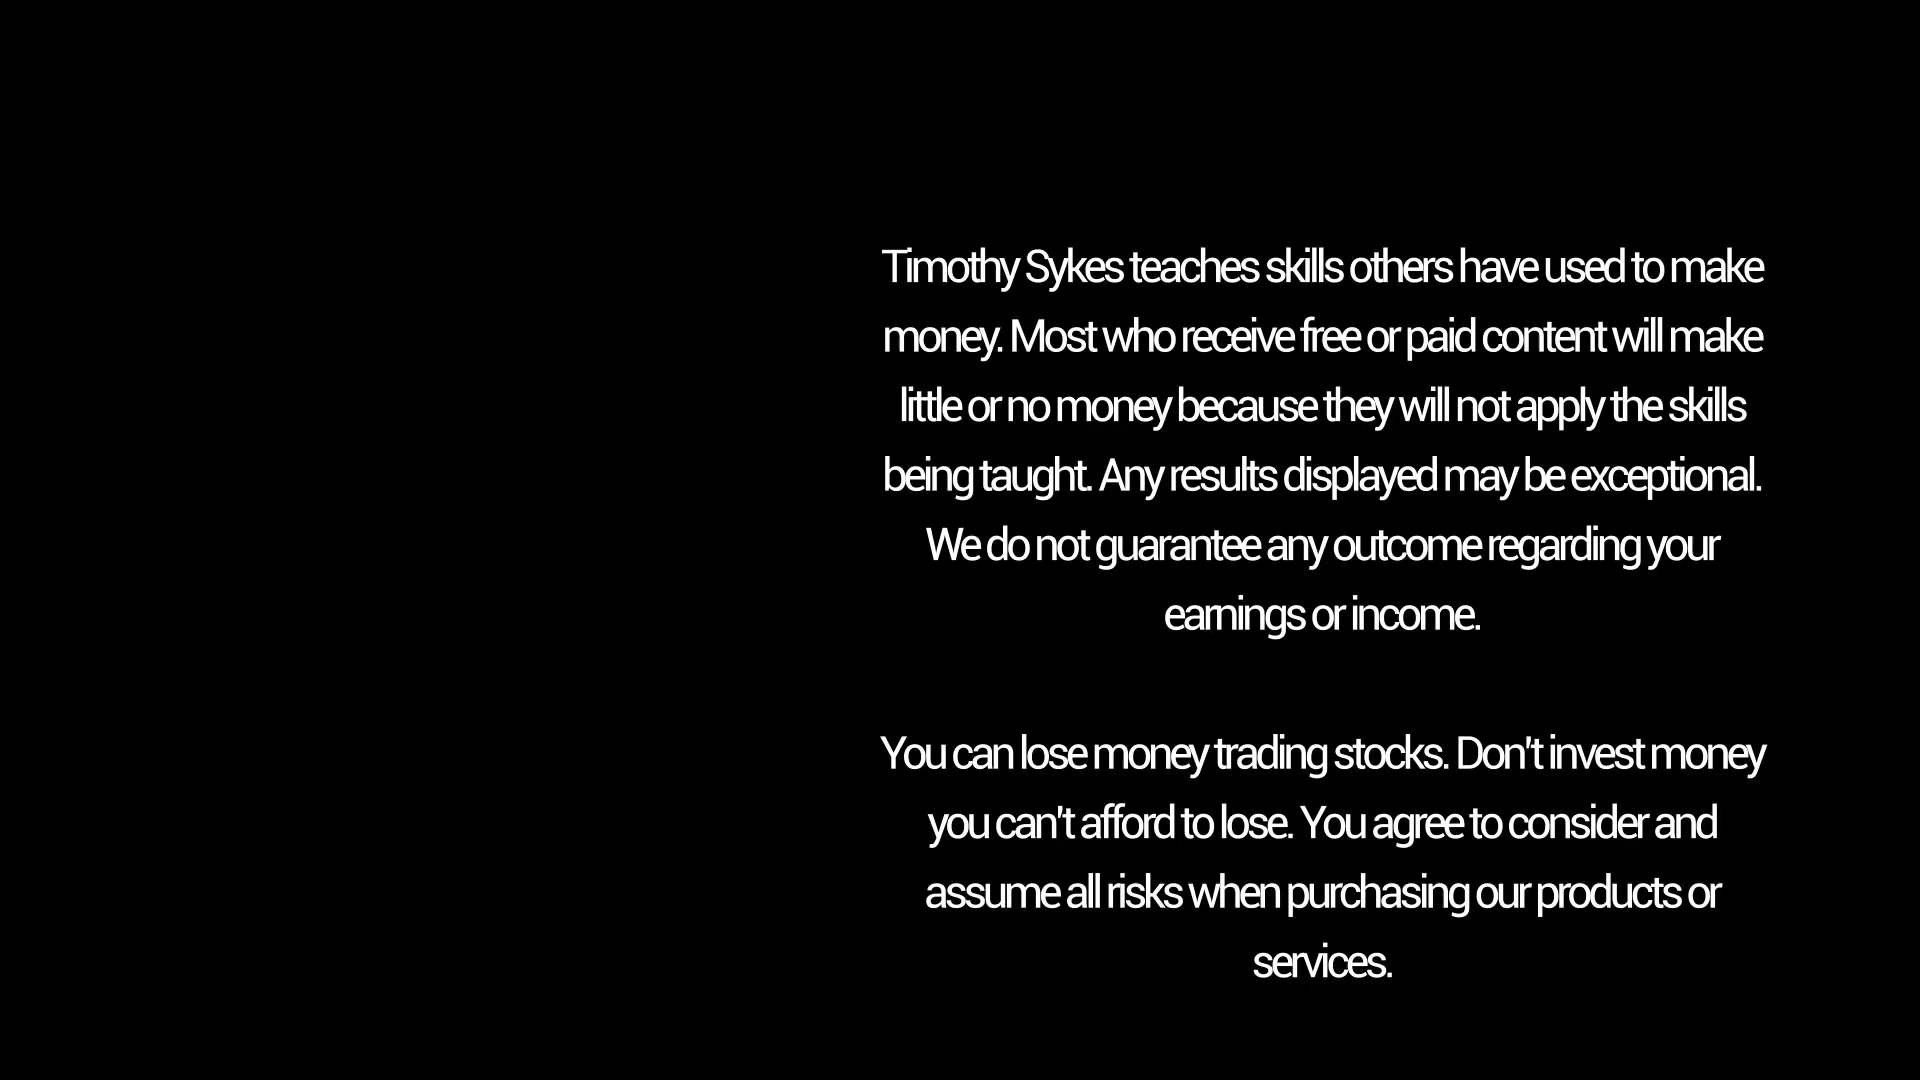 Timothy Sykes teaches skills others have used to make
money. Most who receive free or paid content will make
little or no money because they will not apply the skills
being taught. Any results displayed may be exceptional.
We do not guarantee any outcome regarding your
earnings or income.
You can lose money trading stocks. Don't invest money
you can't afford to lose. You agree to consider and
assume all risks when purchasing our products or
services.